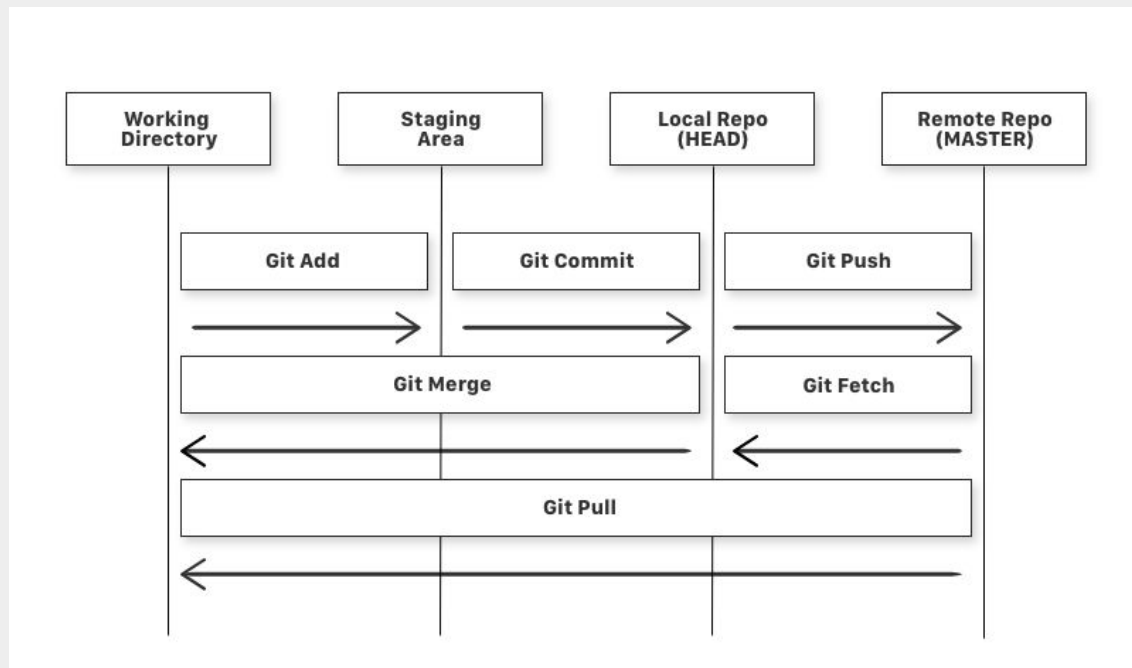 Working
Directory
Staging
Area
Local Repo
(HEAD)
Remote Repo
(MASTER)
Git Add
Git Commit
Git Push
Git Merge
Git Fetch
Git Pull